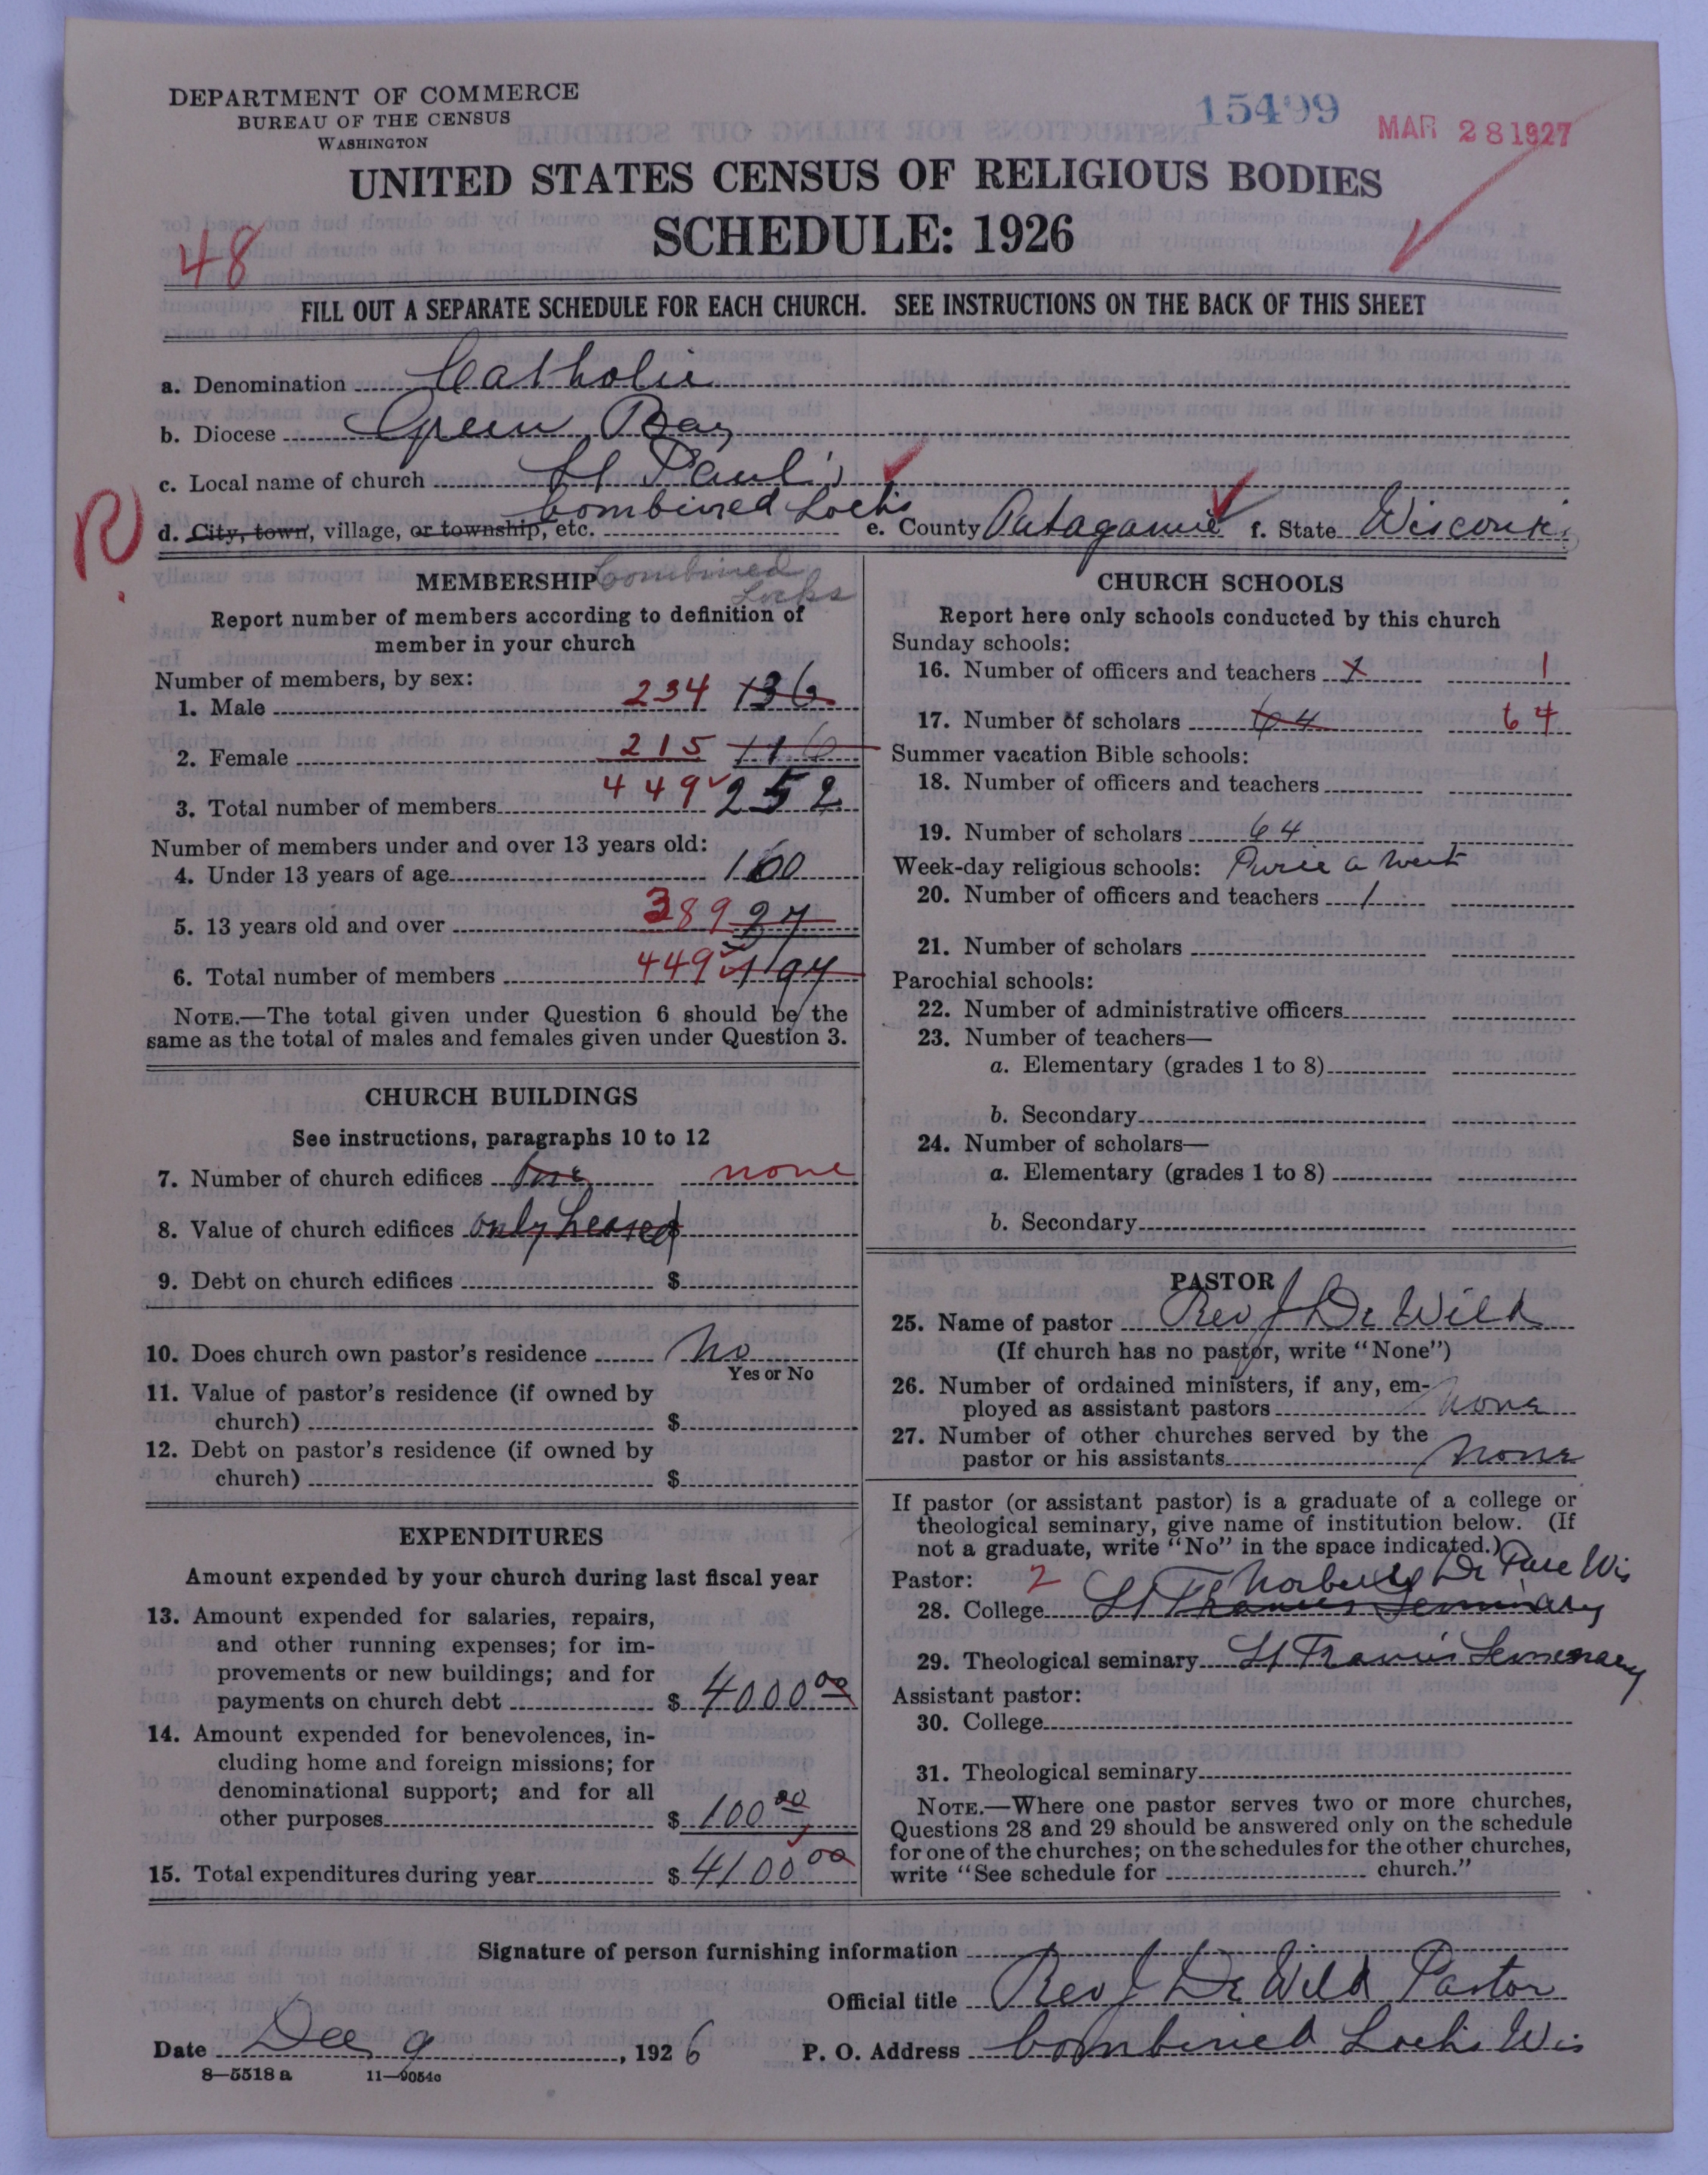 DEPARTMENT OF COMMERCE
BUREAU OF THE CENSUS
WASHINGTON
15499
MAR 28 1927
UNITED STATES CENSUS OF RELIGIOUS BODIES
SCHEDULE: 1926
48
FILL OUT A SEPARATE SCHEDULE FOR EACH CHURCH. SEE INSTRUCTIONS ON THE BACK OF THIS SHEET
a. Denomination Catholic
b. Diocese Green Bay
c. Local name of church St Paul's
R
d. City, town, village, or township, etc. Combined Locks e. County Outagamie f. State Wisconsin
MEMBERSHIP Combined Locks
Report number of members according to definition of
member in your church
Number of members, by sex:
1. Male 234 136
2. Female 215 116
3. Total number of members 449 252
Number of members under and over 13 years old:
4. Under 13 years of age 160
5. 13 years old and over 389 97
6. Total number of members 449 197
NOTE.—The total given under Question 6 should be the
same as the total of males and females given under Question 3.
CHURCH BUILDINGS
See instructions, paragraphs 10 to 12
7. Number of church edifices one none
8. Value of church edifices only leased
9. Debt on church edifices $
10. Does church own pastor's residence No
Yes or No
11. Value of pastor's residence (if owned by
church) $
12. Debt on pastor's residence (if owned by
church) $
EXPENDITURES
Amount expended by your church during last fiscal year
13. Amount expended for salaries, repairs,
and other running expenses; for im-
provements or new buildings; and for
payments on church debt $ 4000 00
14. Amount expended for benevolences, in-
cluding home and foreign missions; for
denominational support; and for all
other purposes $ 100 00
15. Total expenditures during year $ 4100 00
CHURCH SCHOOLS
Report here only schools conducted by this church
Sunday schools:
16. Number of officers and teachers 1
17. Number of scholars 64 64
Summer vacation Bible schools:
18. Number of officers and teachers
19. Number of scholars 64
Week-day religious schools: a week
20. Number of officers and teachers 1
21. Number of scholars
Parochial schools:
22. Number of administrative officers
23. Number of teachers—
a. Elementary (grades 1 to 8)
b. Secondary
24. Number of scholars—
a. Elementary (grades 1 to 8)
b. Secondary
PASTOR
25. Name of pastor Rev J De Wild
(If church has no pastor, write "None")
26. Number of ordained ministers, if any, em-
ployed as assistant pastors none
27. Number of other churches served by the
pastor or his assistants none
If pastor (or assistant pastor) is a graduate of a college or
theological seminary, give name of institution below. (If
not a graduate, write "No" in the space indicated.)
Pastor: 2 Norberts De Pere Wis
28. College St Francis Seminary
29. Theological seminary St Francis Seminary
Assistant pastor:
30. College
31. Theological seminary
NOTE.—Where one pastor serves two or more churches,
Questions 28 and 29 should be answered only on the schedule
for one of the churches; on the schedules for the other churches,
write "See schedule for church."
Signature of person furnishing information
Official title Rev J De Wild Pastor
Date Dec 9, 1926 P. O. Address Combined Locks Wis
8—5518 a 11—9054c